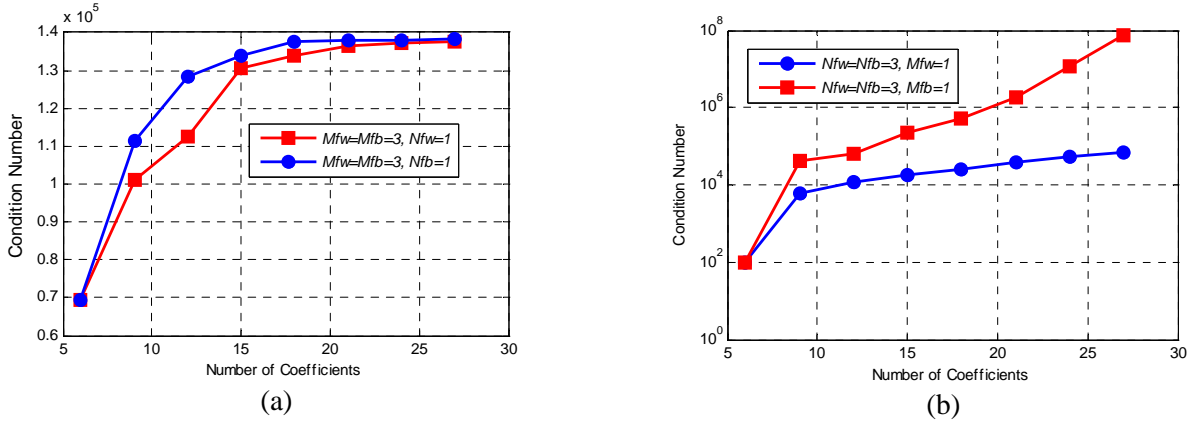 x 10^5
1.4
1.3
1.2
1.1
1
0.9
0.8
0.7
0.6
Condition Number
5 10 15 20 25 30
Number of Coefficients
Mfw=Mfb=3, Nfw=1
Mfw=Mfb=3, Nfb=1
(a)
10^8
10^6
10^4
10^2
10^0
Condition Number
5 10 15 20 25 30
Number of Coefficients
Nfw=Nfb=3, Mfw=1
Nfw=Nfb=3, Mfb=1
(b)